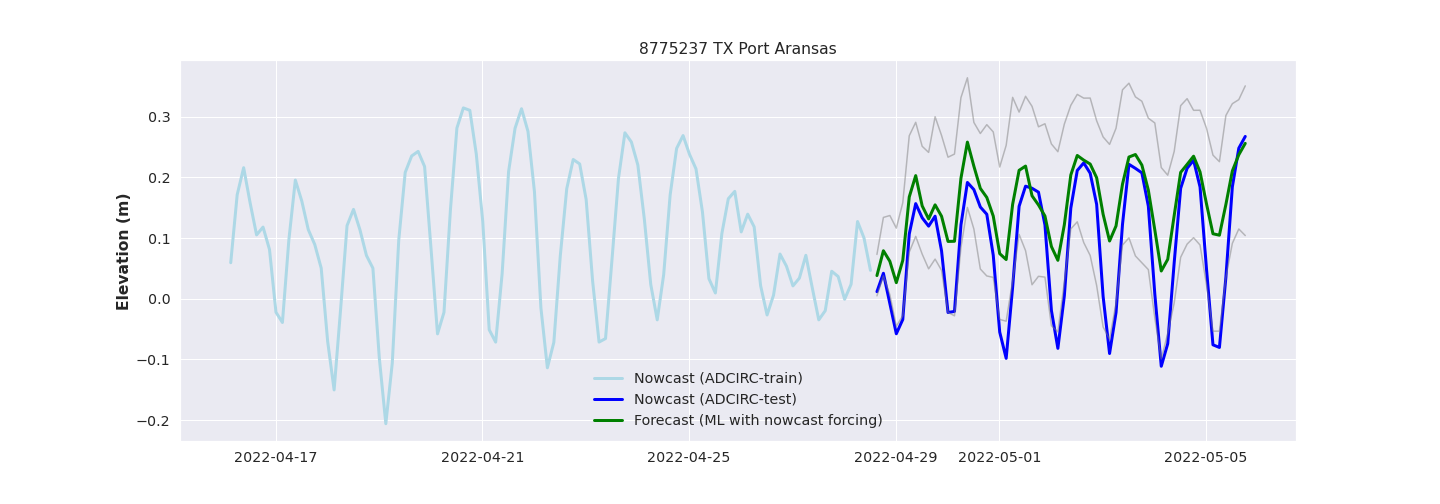 8775237 TX Port Aransas
Elevation (m)
0.3
0.2
0.1
0.0
−0.1
−0.2
Nowcast (ADCIRC-train)
Nowcast (ADCIRC-test)
Forecast (ML with nowcast forcing)
2022-04-17 2022-04-21 2022-04-25 2022-04-29 2022-05-01 2022-05-05